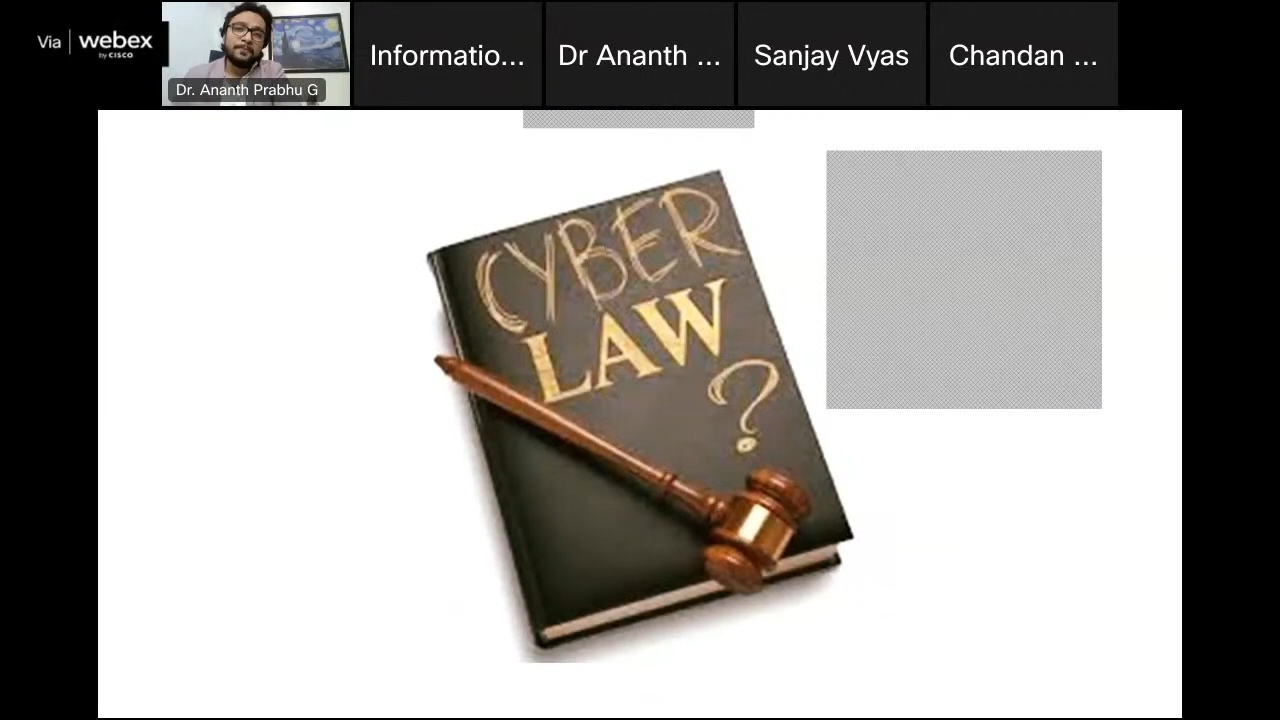 Via webex
by CISCO
Dr. Ananth Prabhu G
Informatio...
Dr Ananth ...
Sanjay Vyas
Chandan ...
CYBER
LAW
?